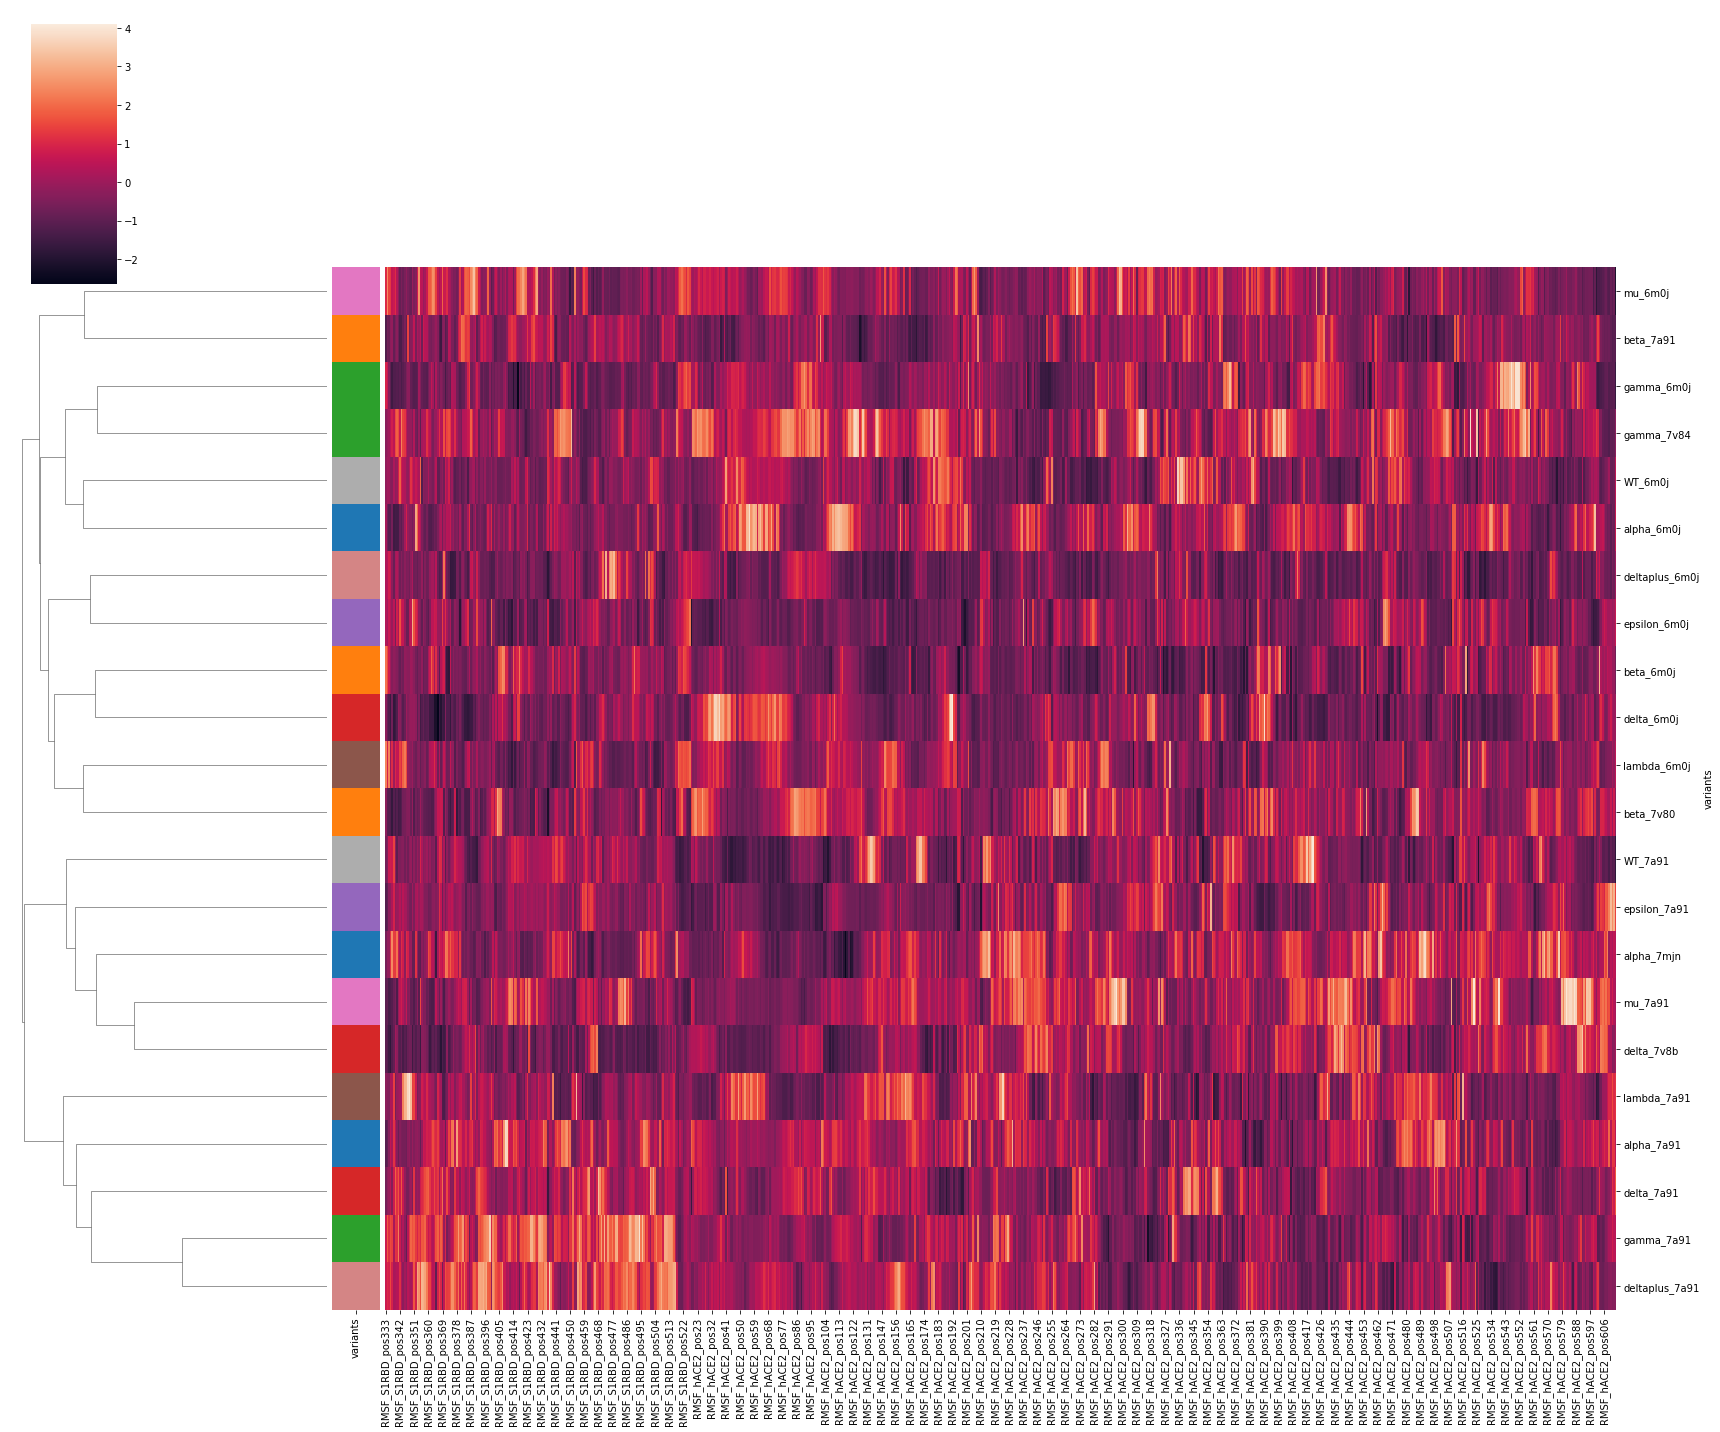 4
3
2
1
0
−1
−2
mu_6m0j
beta_7a91
gamma_6m0j
gamma_7v84
WT_6m0j
alpha_6m0j
deltaplus_6m0j
epsilon_6m0j
beta_6m0j
delta_6m0j
lambda_6m0j
beta_7v80
WT_7a91
epsilon_7a91
alpha_7mjn
mu_7a91
delta_7v8b
lambda_7a91
alpha_7a91
delta_7a91
gamma_7a91
deltaplus_7a91
variants
variants
RMSF_S1RBD_pos333
RMSF_S1RBD_pos342
RMSF_S1RBD_pos351
RMSF_S1RBD_pos360
RMSF_S1RBD_pos369
RMSF_S1RBD_pos378
RMSF_S1RBD_pos387
RMSF_S1RBD_pos396
RMSF_S1RBD_pos405
RMSF_S1RBD_pos414
RMSF_S1RBD_pos423
RMSF_S1RBD_pos432
RMSF_S1RBD_pos441
RMSF_S1RBD_pos450
RMSF_S1RBD_pos459
RMSF_S1RBD_pos468
RMSF_S1RBD_pos477
RMSF_S1RBD_pos486
RMSF_S1RBD_pos495
RMSF_S1RBD_pos504
RMSF_S1RBD_pos513
RMSF_S1RBD_pos522
RMSF_hACE2_pos23
RMSF_hACE2_pos32
RMSF_hACE2_pos41
RMSF_hACE2_pos50
RMSF_hACE2_pos59
RMSF_hACE2_pos68
RMSF_hACE2_pos77
RMSF_hACE2_pos86
RMSF_hACE2_pos95
RMSF_hACE2_pos104
RMSF_hACE2_pos113
RMSF_hACE2_pos122
RMSF_hACE2_pos131
RMSF_hACE2_pos147
RMSF_hACE2_pos156
RMSF_hACE2_pos165
RMSF_hACE2_pos174
RMSF_hACE2_pos183
RMSF_hACE2_pos192
RMSF_hACE2_pos201
RMSF_hACE2_pos210
RMSF_hACE2_pos219
RMSF_hACE2_pos228
RMSF_hACE2_pos237
RMSF_hACE2_pos246
RMSF_hACE2_pos255
RMSF_hACE2_pos264
RMSF_hACE2_pos273
RMSF_hACE2_pos282
RMSF_hACE2_pos291
RMSF_hACE2_pos300
RMSF_hACE2_pos309
RMSF_hACE2_pos318
RMSF_hACE2_pos327
RMSF_hACE2_pos336
RMSF_hACE2_pos345
RMSF_hACE2_pos354
RMSF_hACE2_pos363
RMSF_hACE2_pos372
RMSF_hACE2_pos381
RMSF_hACE2_pos390
RMSF_hACE2_pos399
RMSF_hACE2_pos408
RMSF_hACE2_pos417
RMSF_hACE2_pos426
RMSF_hACE2_pos435
RMSF_hACE2_pos444
RMSF_hACE2_pos453
RMSF_hACE2_pos462
RMSF_hACE2_pos471
RMSF_hACE2_pos480
RMSF_hACE2_pos489
RMSF_hACE2_pos498
RMSF_hACE2_pos507
RMSF_hACE2_pos516
RMSF_hACE2_pos525
RMSF_hACE2_pos534
RMSF_hACE2_pos543
RMSF_hACE2_pos552
RMSF_hACE2_pos561
RMSF_hACE2_pos570
RMSF_hACE2_pos579
RMSF_hACE2_pos588
RMSF_hACE2_pos597
RMSF_hACE2_pos606